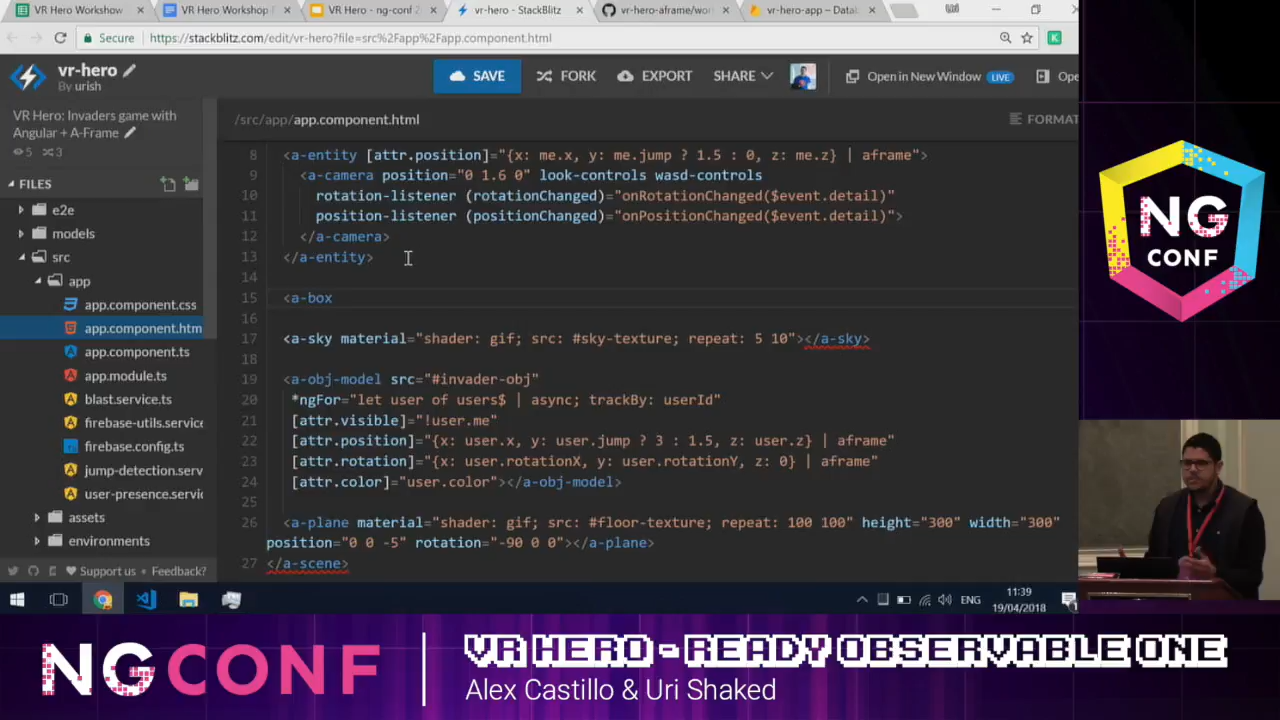 VR Hero Workshow
VR Hero Workshop F
VR Hero - ng-conf 2
vr-hero - StackBlitz
vr-hero-aframe/wor
vr-hero-app – Data
Secure
https://stackblitz.com/edit/vr-hero?file=src%2Fapp%2Fapp.component.html
vr-hero
By urish
SAVE
FORK
EXPORT
SHARE
Open in New Window LIVE
Ope
VR Hero: Invaders game with
Angular + A-Frame
5 3
FILES
e2e
models
src
app
app.component.css
app.component.htm
app.component.ts
app.module.ts
blast.service.ts
firebase-utils.service
firebase.config.ts
jump-detection.serv
user-presence.servic
assets
environments
Support us Feedback?
/src/app/app.component.html
FORMAT
8 <a-entity [attr.position]="{x: me.x, y: me.jump ? 1.5 : 0, z: me.z} | aframe">
9 <a-camera position="0 1.6 0" look-controls wasd-controls
10 rotation-listener (rotationChanged)="onRotationChanged($event.detail)"
11 position-listener (positionChanged)="onPositionChanged($event.detail)">
12 </a-camera>
13 </a-entity>
14
15 <a-box
16
17 <a-sky material="shader: gif; src: #sky-texture; repeat: 5 10"></a-sky>
18
19 <a-obj-model src="#invader-obj"
20 *ngFor="let user of users$ | async; trackBy: userId"
21 [attr.visible]="!user.me"
22 [attr.position]="{x: user.x, y: user.jump ? 3 : 1.5, z: user.z} | aframe"
23 [attr.rotation]="{x: user.rotationX, y: user.rotationY, z: 0} | aframe"
24 [attr.color]="user.color"></a-obj-model>
25
26 <a-plane material="shader: gif; src: #floor-texture; repeat: 100 100" height="300" width="300"
position="0 0 -5" rotation="-90 0 0"></a-plane>
27 </a-scene>
ENG
11:39
19/04/2018
NG
CONF
NGCONF
VR HERO - READY OBSERVABLE ONE
Alex Castillo & Uri Shaked